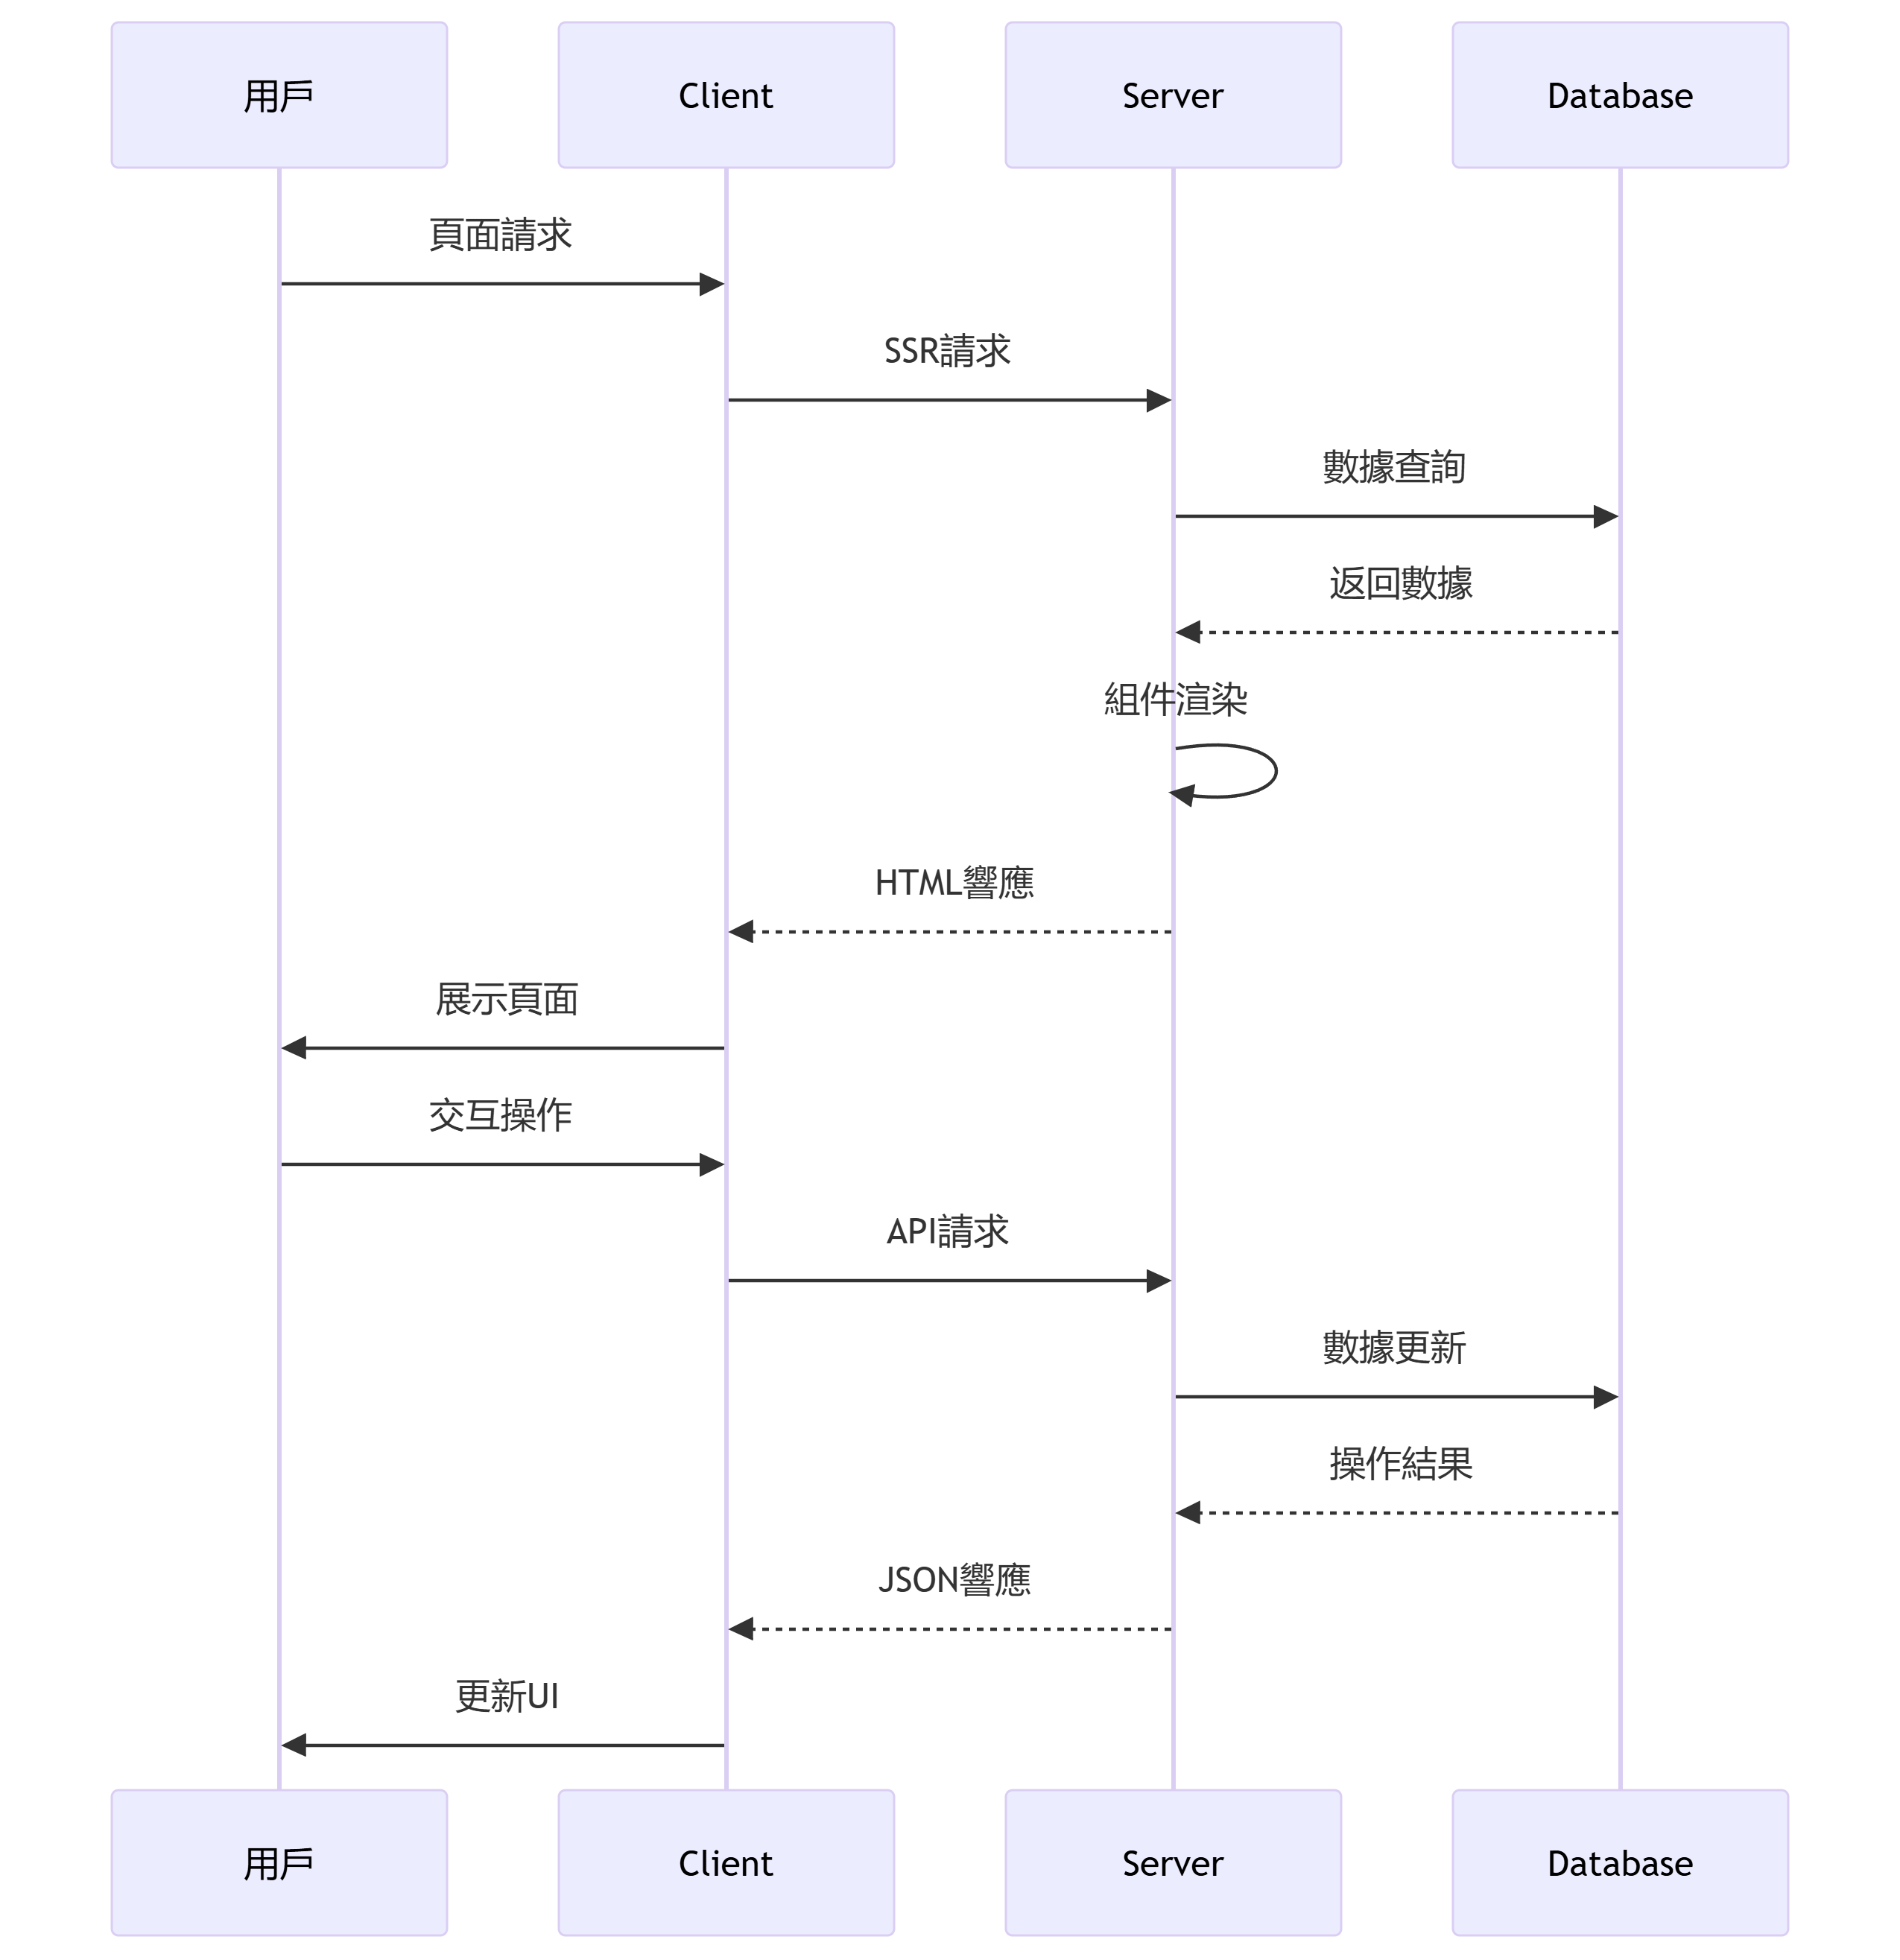 用戶
Client
Server
Database
頁面請求
SSR請求
數據查詢
返回數據
組件渲染
HTML響應
展示頁面
交互操作
API請求
數據更新
操作結果
JSON響應
更新UI
用戶
Client
Server
Database